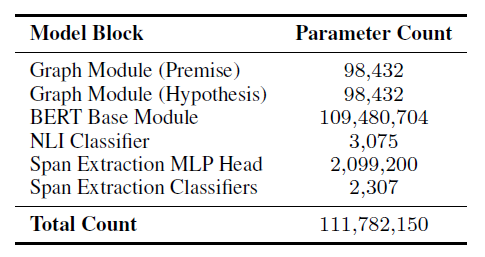 Model Block Parameter Count
Graph Module (Premise) 98,432
Graph Module (Hypothesis) 98,432
BERT Base Module 109,480,704
NLI Classifier 3,075
Span Extraction MLP Head 2,099,200
Span Extraction Classifiers 2,307
Total Count 111,782,150